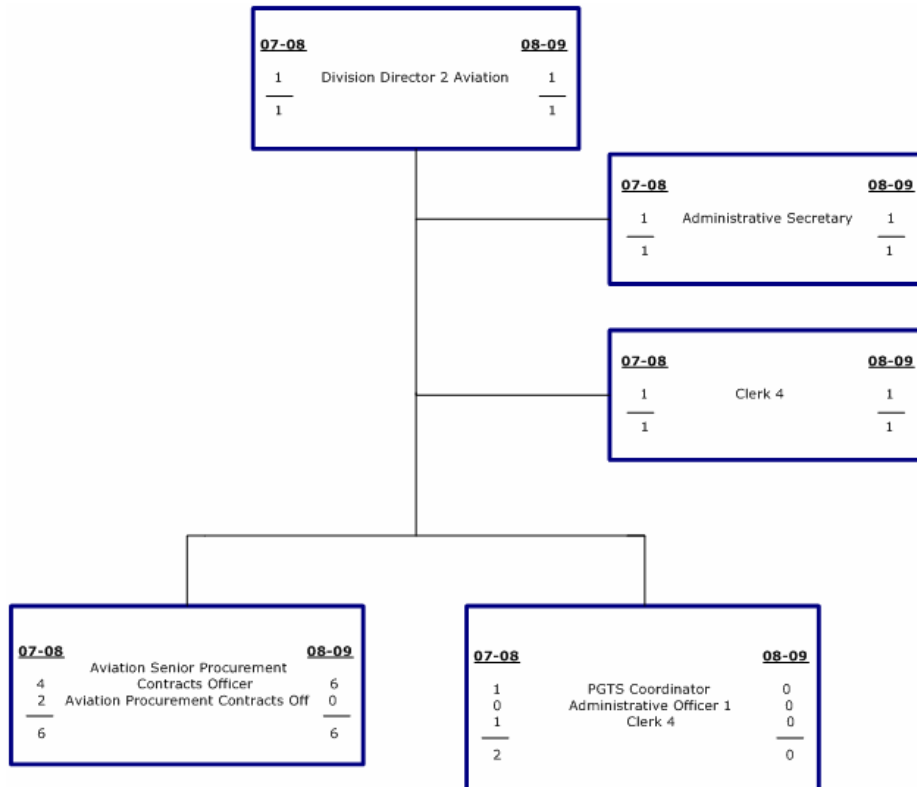 07-08 08-09
1 Division Director 2 Aviation 1
1 1
07-08 08-09
1 Administrative Secretary 1
1 1
07-08 08-09
1 Clerk 4 1
1 1
07-08 08-09
Aviation Senior Procurement
4 Contracts Officer 6
2 Aviation Procurement Contracts Off 0
6 6
07-08 08-09
1 PGTS Coordinator 0
0 Administrative Officer 1 0
1 Clerk 4 0
2 0